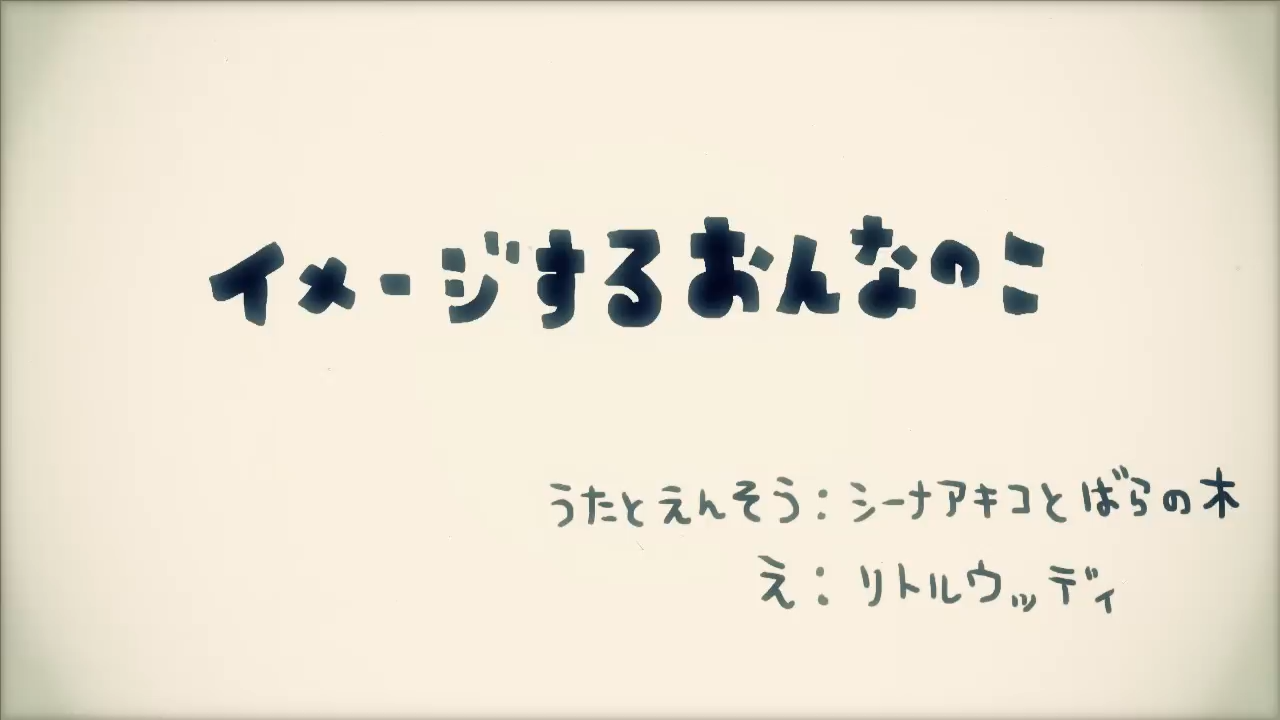 イメージするおんなのこ
うたとえんそう：シーナアキコとばらの木
え：リトルウッディ